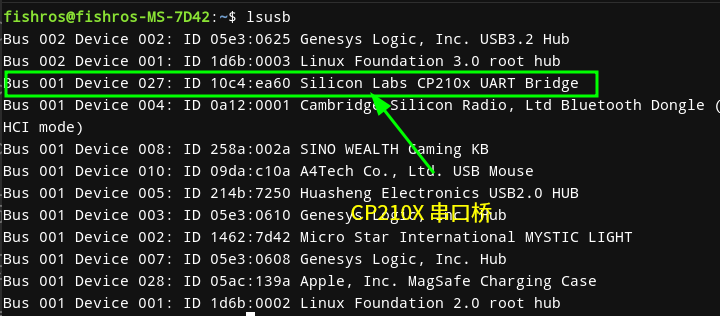 fishros@fishros-MS-7D42:~$ lsusb
Bus 002 Device 002: ID 05e3:0625 Genesys Logic, Inc. USB3.2 Hub
Bus 002 Device 001: ID 1d6b:0003 Linux Foundation 3.0 root hub
Bus 001 Device 027: ID 10c4:ea60 Silicon Labs CP210x UART Bridge
Bus 001 Device 004: ID 0a12:0001 Cambridge Silicon Radio, Ltd Bluetooth Dongle (
HCI mode)
Bus 001 Device 008: ID 258a:002a SINO WEALTH Gaming KB
Bus 001 Device 010: ID 09da:c10a A4Tech Co., Ltd. USB Mouse
Bus 001 Device 005: ID 214b:7250 Huasheng Electronics USB2.0 HUB
Bus 001 Device 003: ID 05e3:0610 Genesys Logic, Inc. Hub
CP210X 串口桥
Bus 001 Device 002: ID 1462:7d42 Micro Star International MYSTIC LIGHT
Bus 001 Device 007: ID 05e3:0608 Genesys Logic, Inc. Hub
Bus 001 Device 028: ID 05ac:139a Apple, Inc. MagSafe Charging Case
Bus 001 Device 001: ID 1d6b:0002 Linux Foundation 2.0 root hub